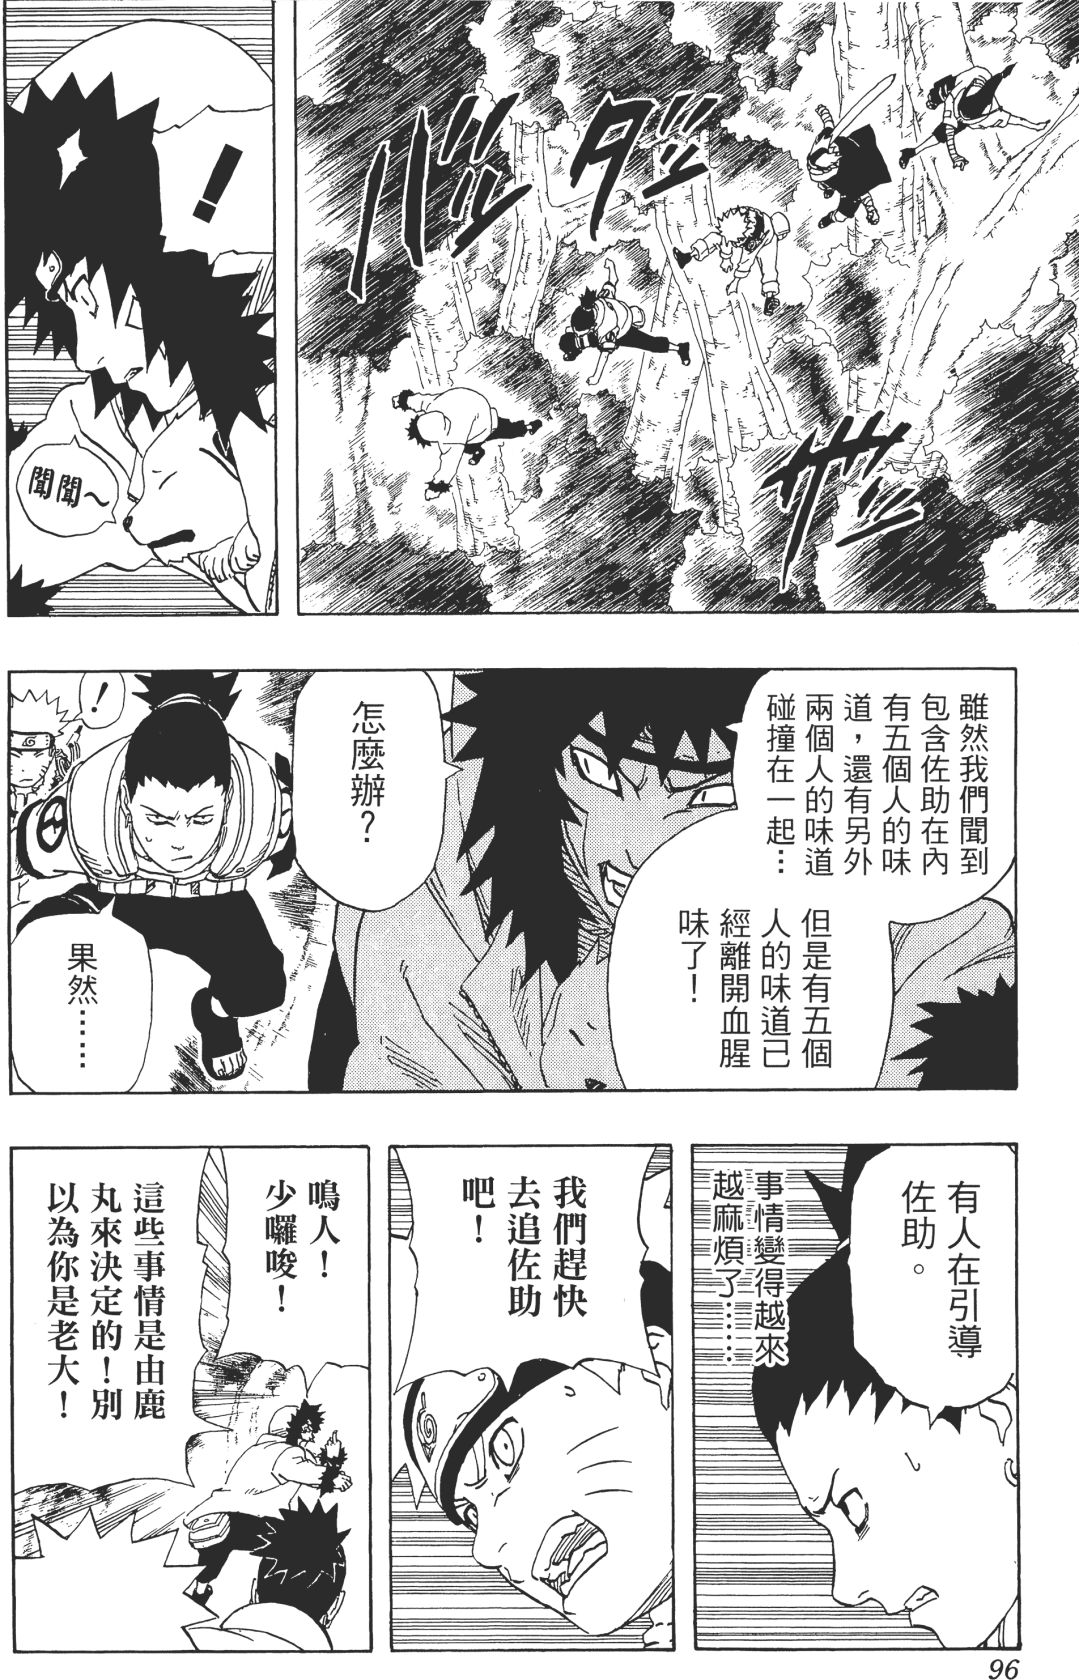 バッ
ダッ
ザッ
！
聞聞～
雖然我們聞到
包含佐助在內
有五個人的味
道，還有另外
兩個人的味道
碰撞在一起…
但是有五個
人的味道已
經離開血腥
味了！
怎麼辦？
！
果然……
有人在引導
佐助。
事情變得越來
越麻煩了……
我們趕快
去追佐助
吧！
鳴人！
少囉唆！
這些事情是由鹿
丸來決定的！別
以為你是老大！
96